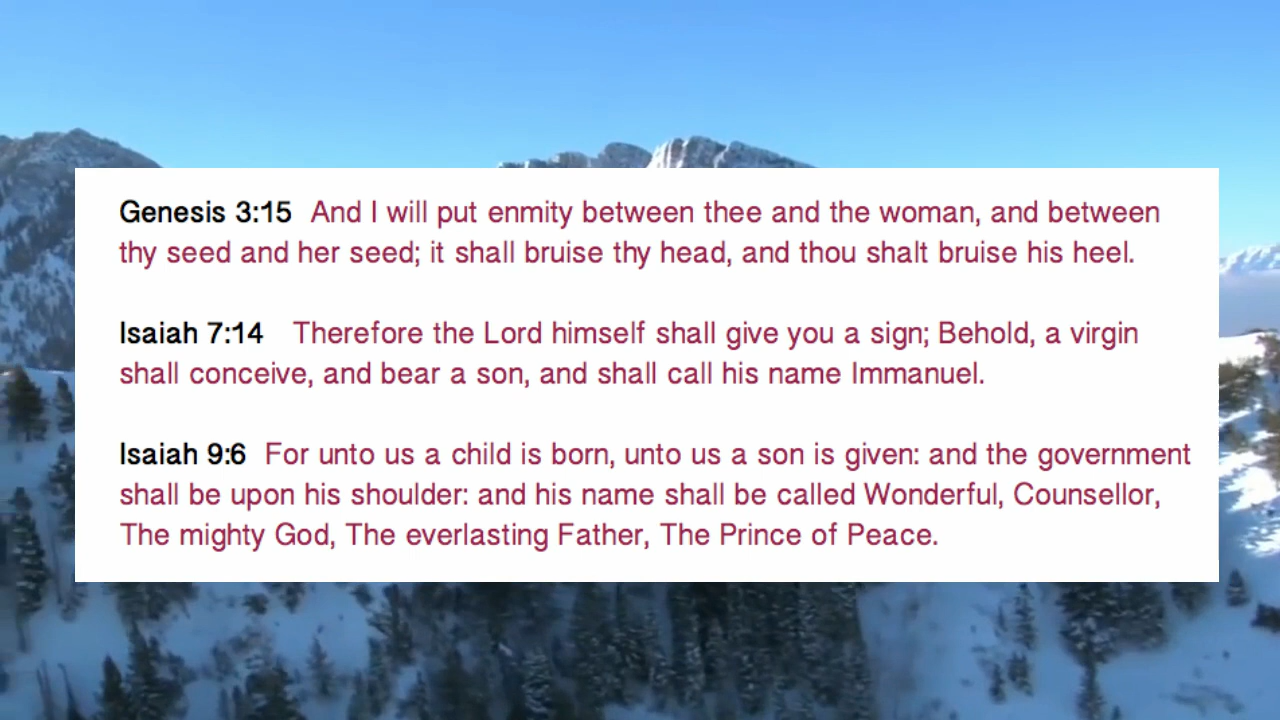 Genesis 3:15 And I will put enmity between thee and the woman, and between
thy seed and her seed; it shall bruise thy head, and thou shalt bruise his heel.
Isaiah 7:14 Therefore the Lord himself shall give you a sign; Behold, a virgin
shall conceive, and bear a son, and shall call his name Immanuel.
Isaiah 9:6 For unto us a child is born, unto us a son is given: and the government
shall be upon his shoulder: and his name shall be called Wonderful, Counsellor,
The mighty God, The everlasting Father, The Prince of Peace.